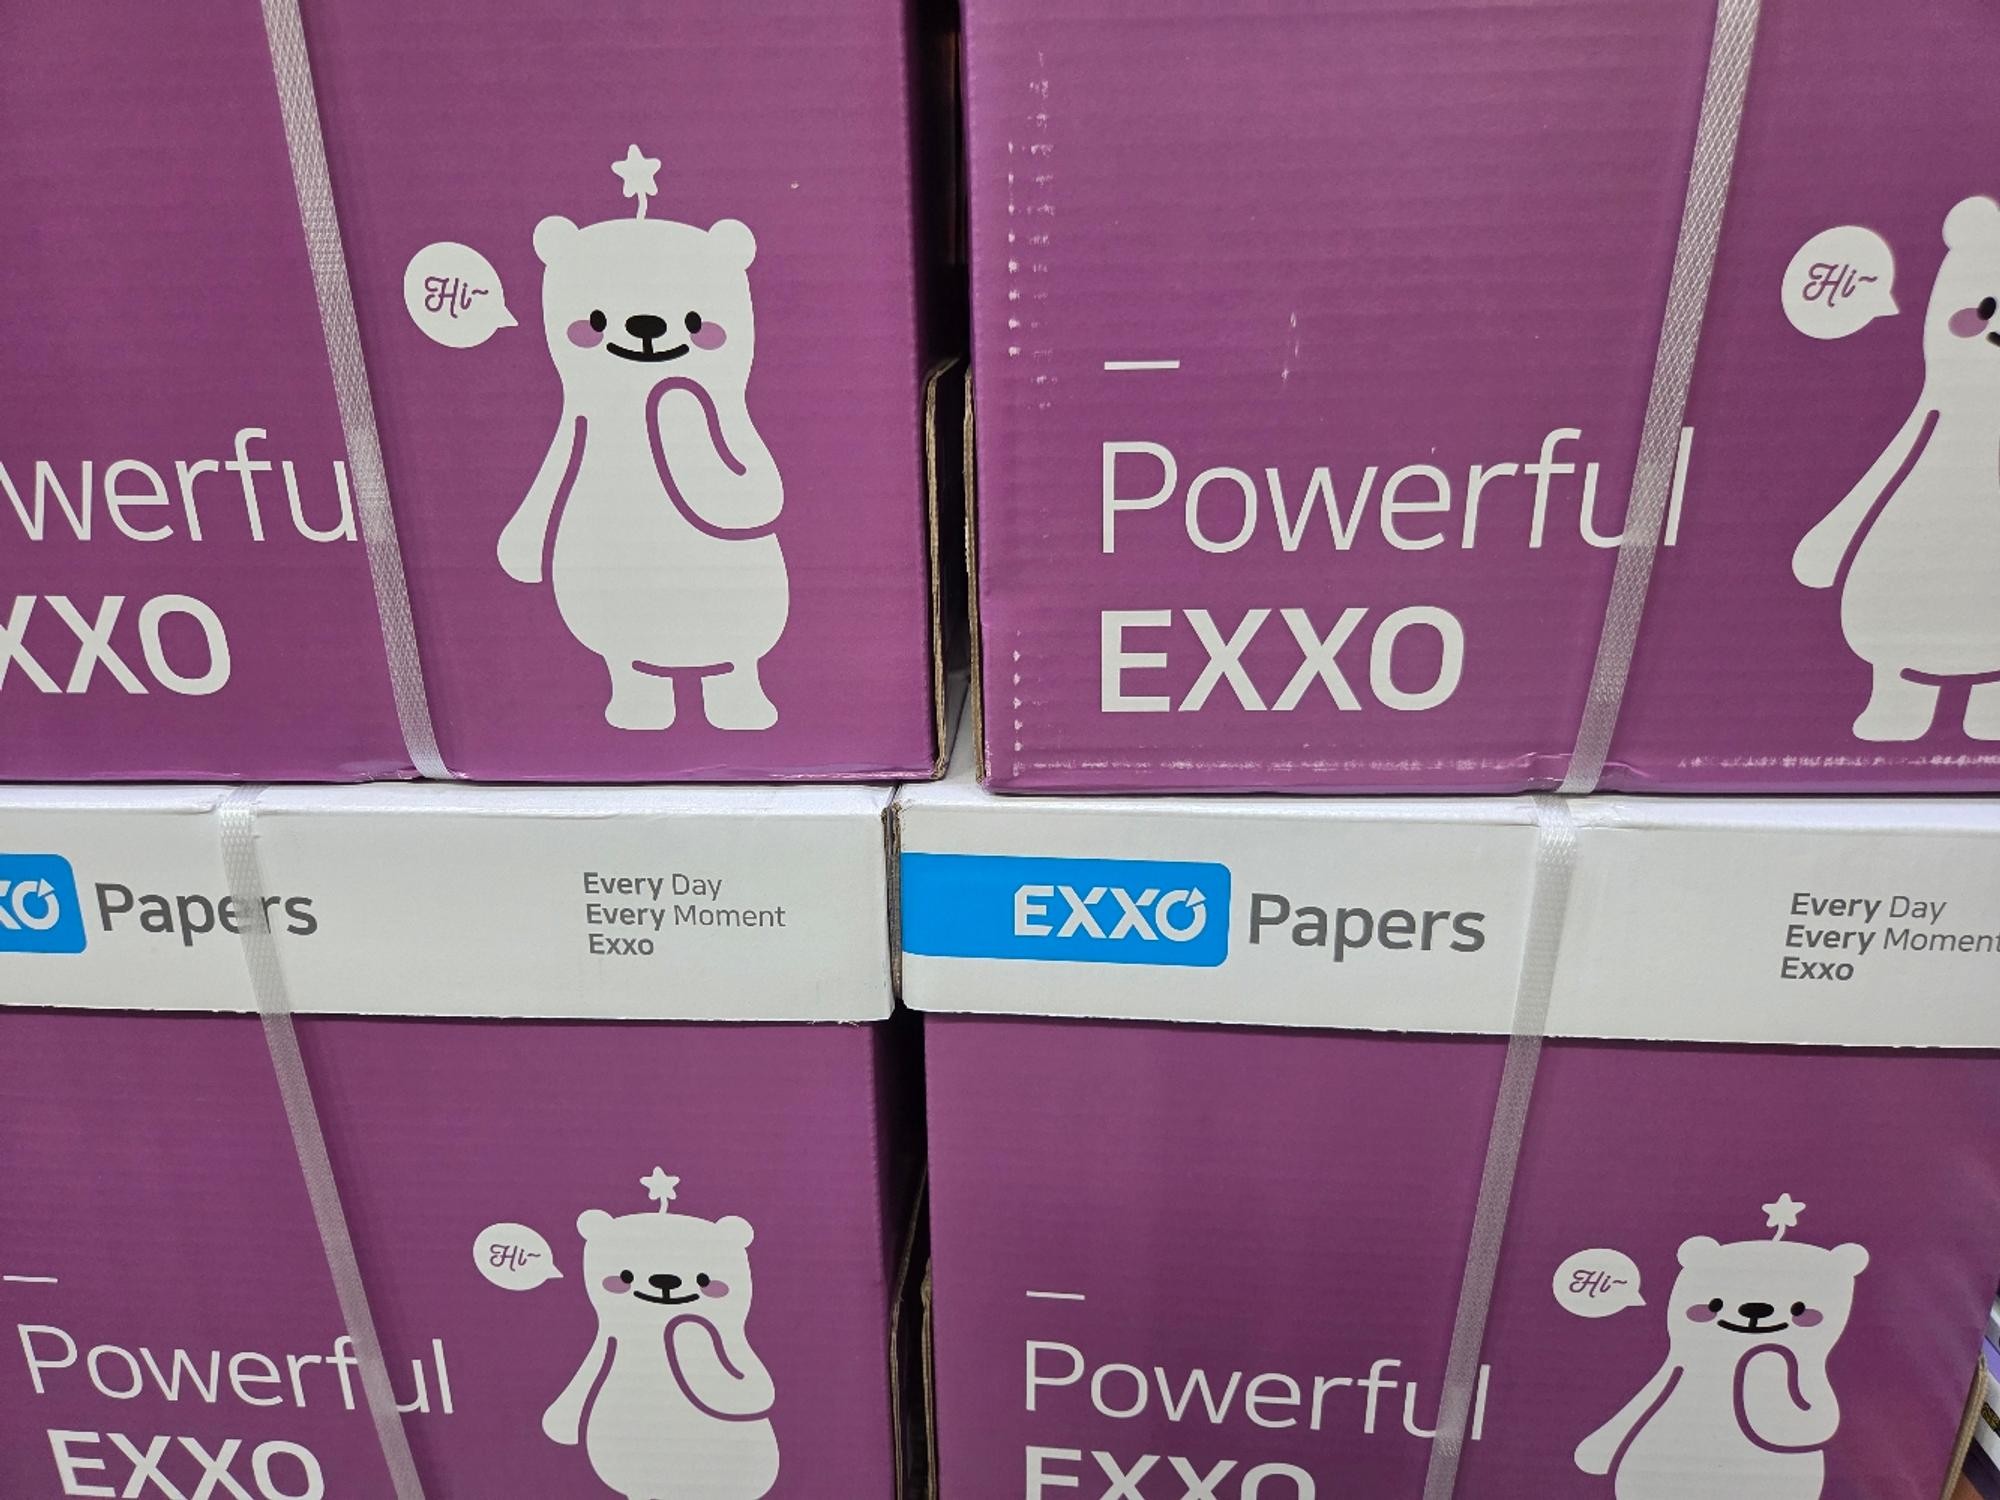 Hi~
werfu
XXO
Hi~
Powerful
EXXO
XO Papers
Every Day
Every Moment
Exxo
EXXO Papers
Every Day
Every Moment
Exxo
Hi~
Powerful
EXXO
Hi~
Powerful
EXXO